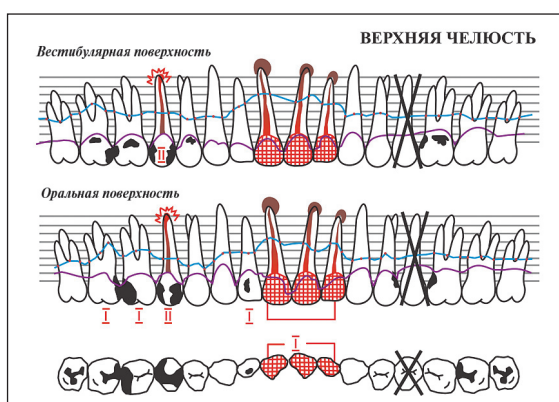 ВЕРХНЯЯ ЧЕЛЮСТЬ
Вестибулярная поверхность
II
Оральная поверхность
I I II I
I